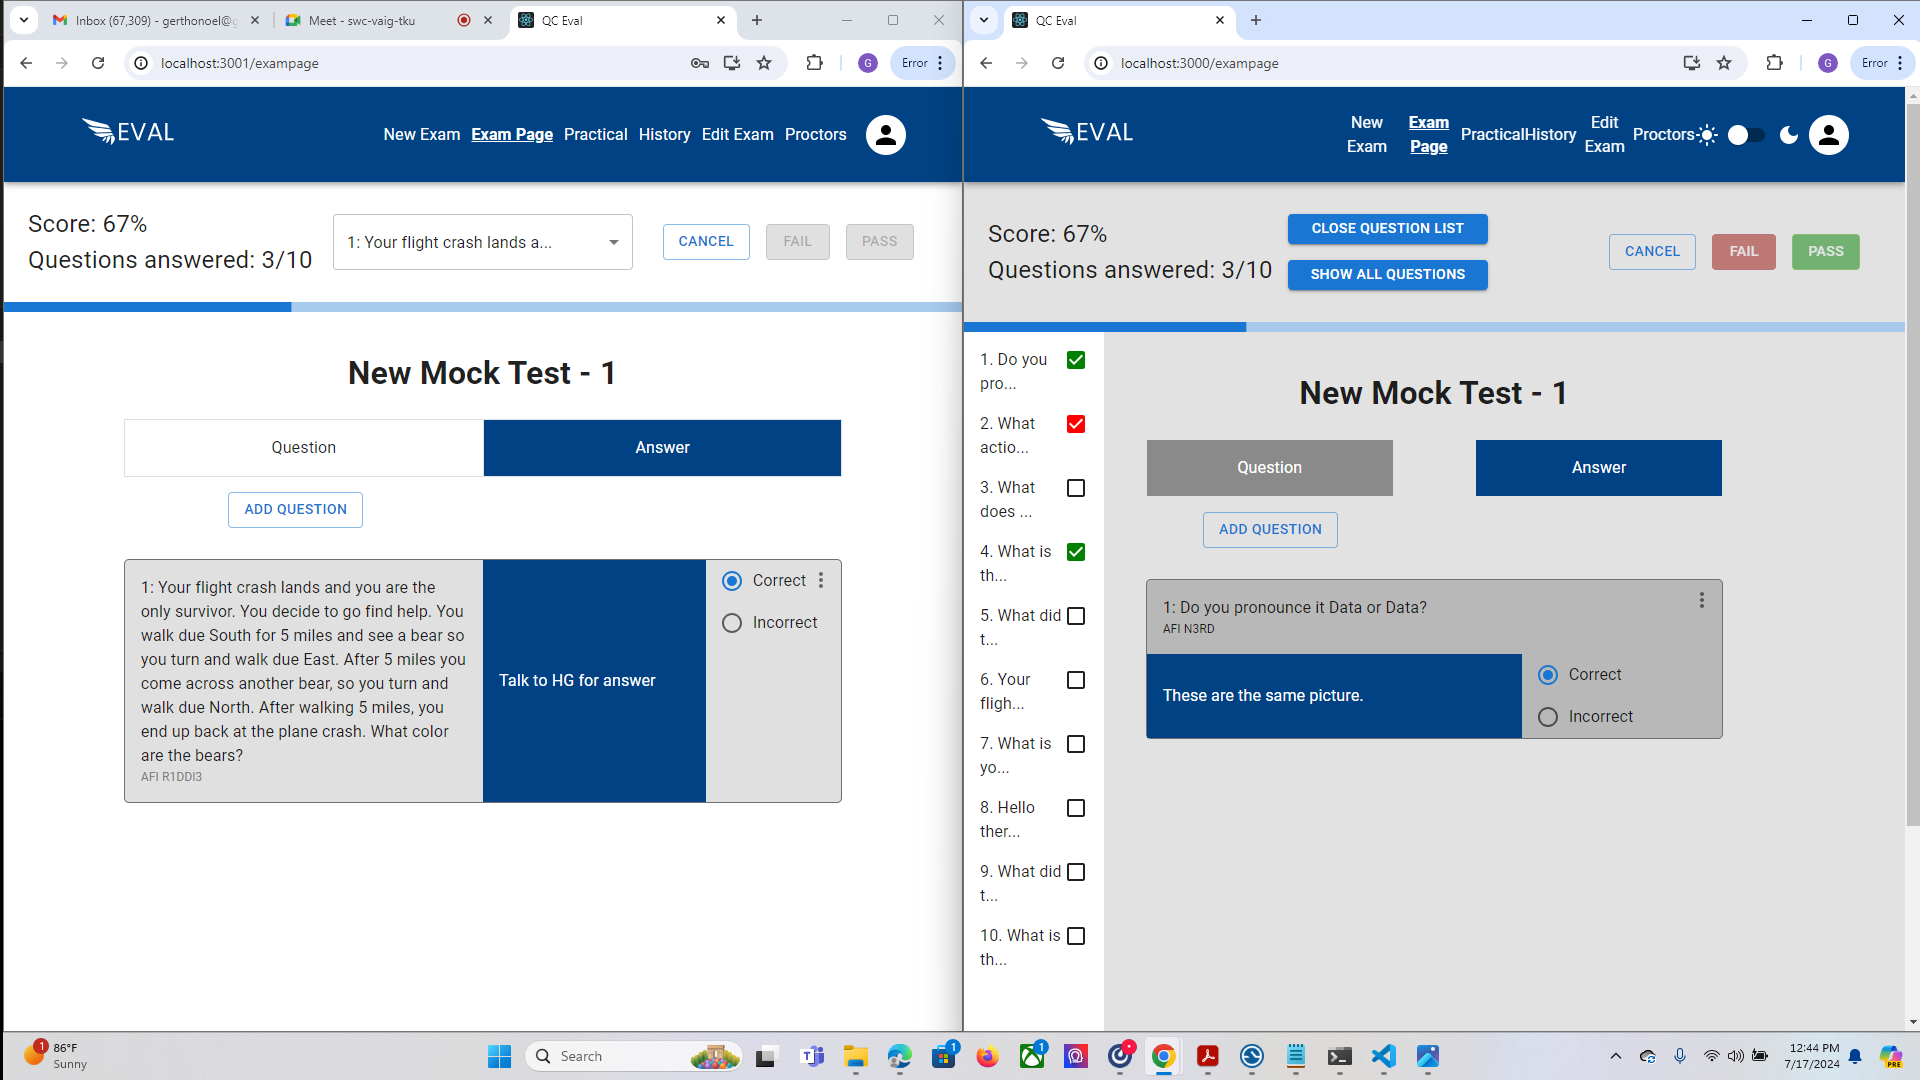 Inbox (67,309) - gerthonoel@g
Meet - swc-vaig-tku
QC Eval
localhost:3001/exampage
G
Error
EVAL
New Exam
Exam Page
Practical
History
Edit Exam
Proctors
Score: 67%
Questions answered: 3/10
1: Your flight crash lands a...
CANCEL
FAIL
PASS
New Mock Test - 1
Question
Answer
ADD QUESTION
1: Your flight crash lands and you are the
only survivor. You decide to go find help. You
walk due South for 5 miles and see a bear so
you turn and walk due East. After 5 miles you
come across another bear, so you turn and
walk due North. After walking 5 miles, you
end up back at the plane crash. What color
are the bears?
AFI R1DDI3
Talk to HG for answer
Correct
Incorrect
QC Eval
localhost:3000/exampage
G
Error
EVAL
New
Exam
Exam
Page
Practical
History
Edit
Exam
Proctors
Score: 67%
Questions answered: 3/10
CLOSE QUESTION LIST
SHOW ALL QUESTIONS
CANCEL
FAIL
PASS
1. Do you
pro...
2. What
actio...
3. What
does ...
4. What is
th...
5. What did
t...
6. Your
fligh...
7. What is
yo...
8. Hello
ther...
9. What did
t...
10. What is
th...
New Mock Test - 1
Question
Answer
ADD QUESTION
1: Do you pronounce it Data or Data?
AFI N3RD
These are the same picture.
Correct
Incorrect
1
86°F
Sunny
Search
1
1
12:44 PM
7/17/2024
PRE